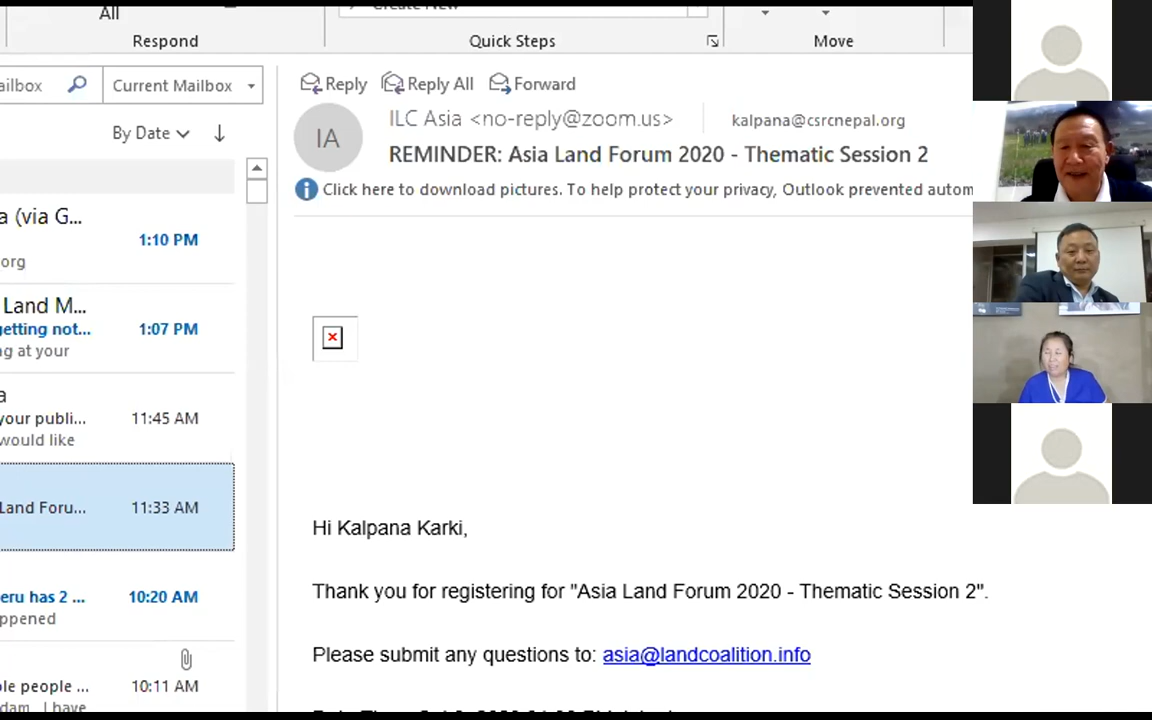 All
Create New
Respond
Quick Steps
Move
ailbox
Current Mailbox
By Date
Reply
Reply All
Forward
IA
ILC Asia <no-reply@zoom.us>
kalpana@csrcnepal.org
REMINDER: Asia Land Forum 2020 - Thematic Session 2
Click here to download pictures. To help protect your privacy, Outlook prevented autom
a (via G...
1:10 PM
org
Land M...
getting not...
1:07 PM
ng at your
a
your publi...
11:45 AM
would like
Land Foru...
11:33 AM
eru has 2 ...
10:20 AM
ppened
ple people ...
10:11 AM
dam, I have
Hi Kalpana Karki,
Thank you for registering for "Asia Land Forum 2020 - Thematic Session 2".
Please submit any questions to: asia@landcoalition.info